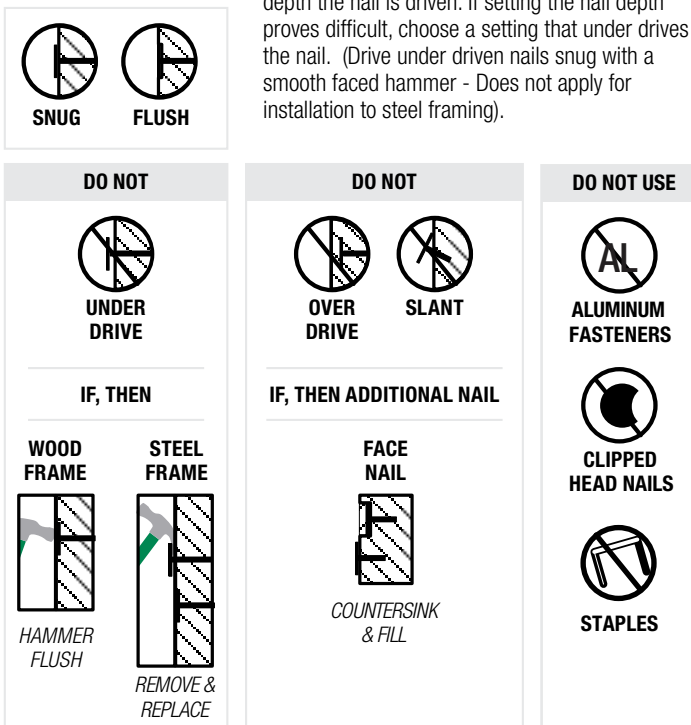 depth the nail is driven. If setting the nail depth
proves difficult, choose a setting that under drives
the nail.  (Drive under driven nails snug with a
smooth faced hammer - Does not apply for
installation to steel framing).
SNUG
FLUSH
DO NOT
UNDER
DRIVE
IF, THEN
WOOD
FRAME
STEEL
FRAME
HAMMER
FLUSH
REMOVE &
REPLACE
DO NOT
OVER
DRIVE
SLANT
IF, THEN ADDITIONAL NAIL
FACE
NAIL
COUNTERSINK
& FILL
DO NOT USE
AL
ALUMINUM
FASTENERS
CLIPPED
HEAD NAILS
STAPLES